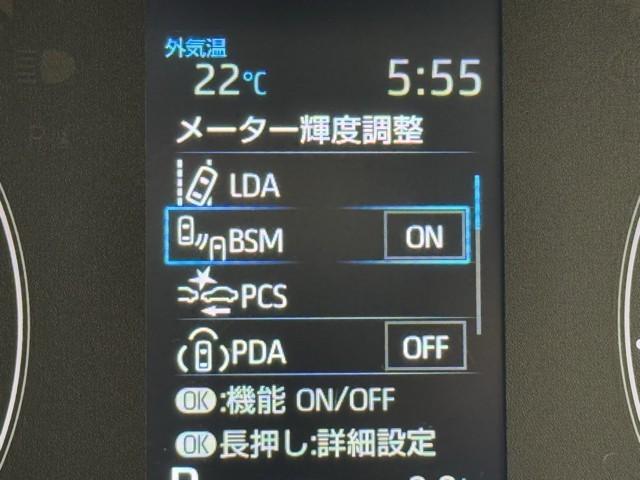 外気温
22℃ 5:55
メーター輝度調整
LDA
BSM ON
PCS
PDA OFF
OK:機能 ON/OFF
OK長押し:詳細設定